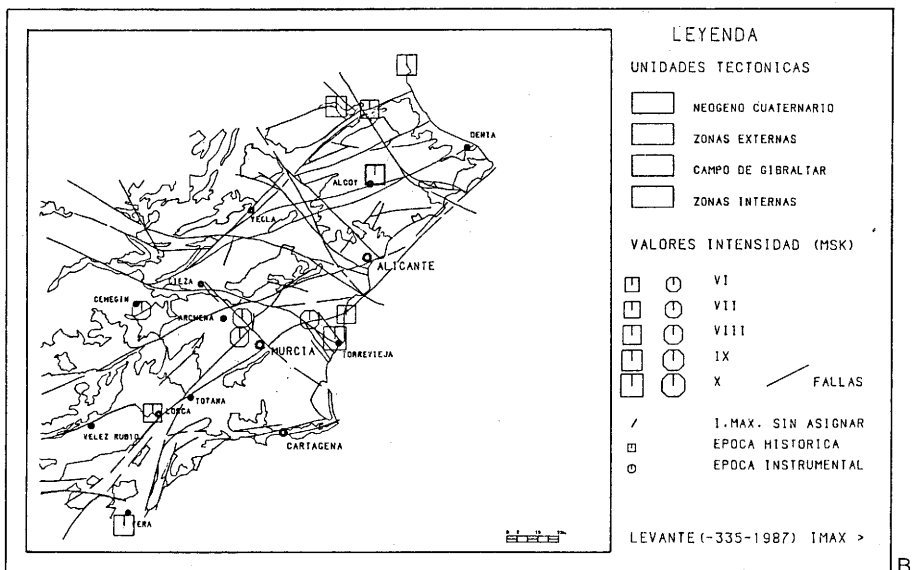 LEYENDA
UNIDADES TECTONICAS
NEOGENO CUATERNARIO
ZONAS EXTERNAS
CAMPO DE GIBRALTAR
ZONAS INTERNAS
VALORES INTENSIDAD (MSK)
VI
VII
VIII
IX
X
FALLAS
I.MAX. SIN ASIGNAR
EPOCA HISTORICA
EPOCA INSTRUMENTAL
LEVANTE(-335-1987) IMAX >
DENIA
ALCOY
YECLA
ALICANTE
CIEZA
CEHEGIN
ARCHENA
MURCIA
TORREVIEJA
TOTANA
LORCA
VELEZ RUBIO
CARTAGENA
VERA
B